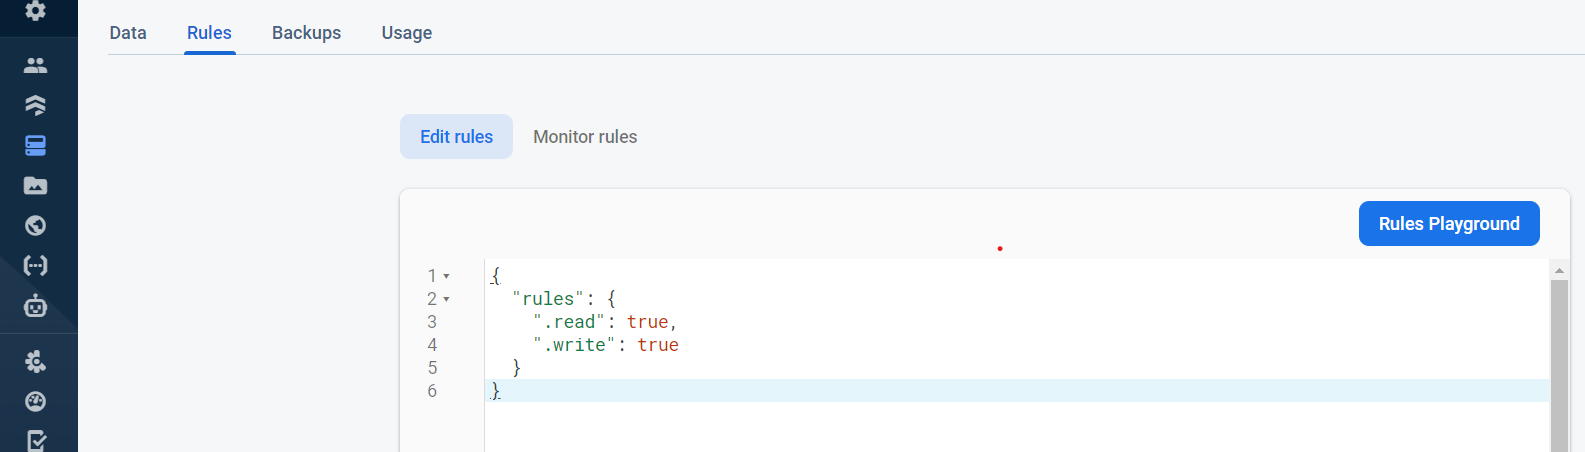 Data Rules Backups Usage
Edit rules Monitor rules
Rules Playground
1 {
2 "rules": {
3 ".read": true,
4 ".write": true
5 }
6 }